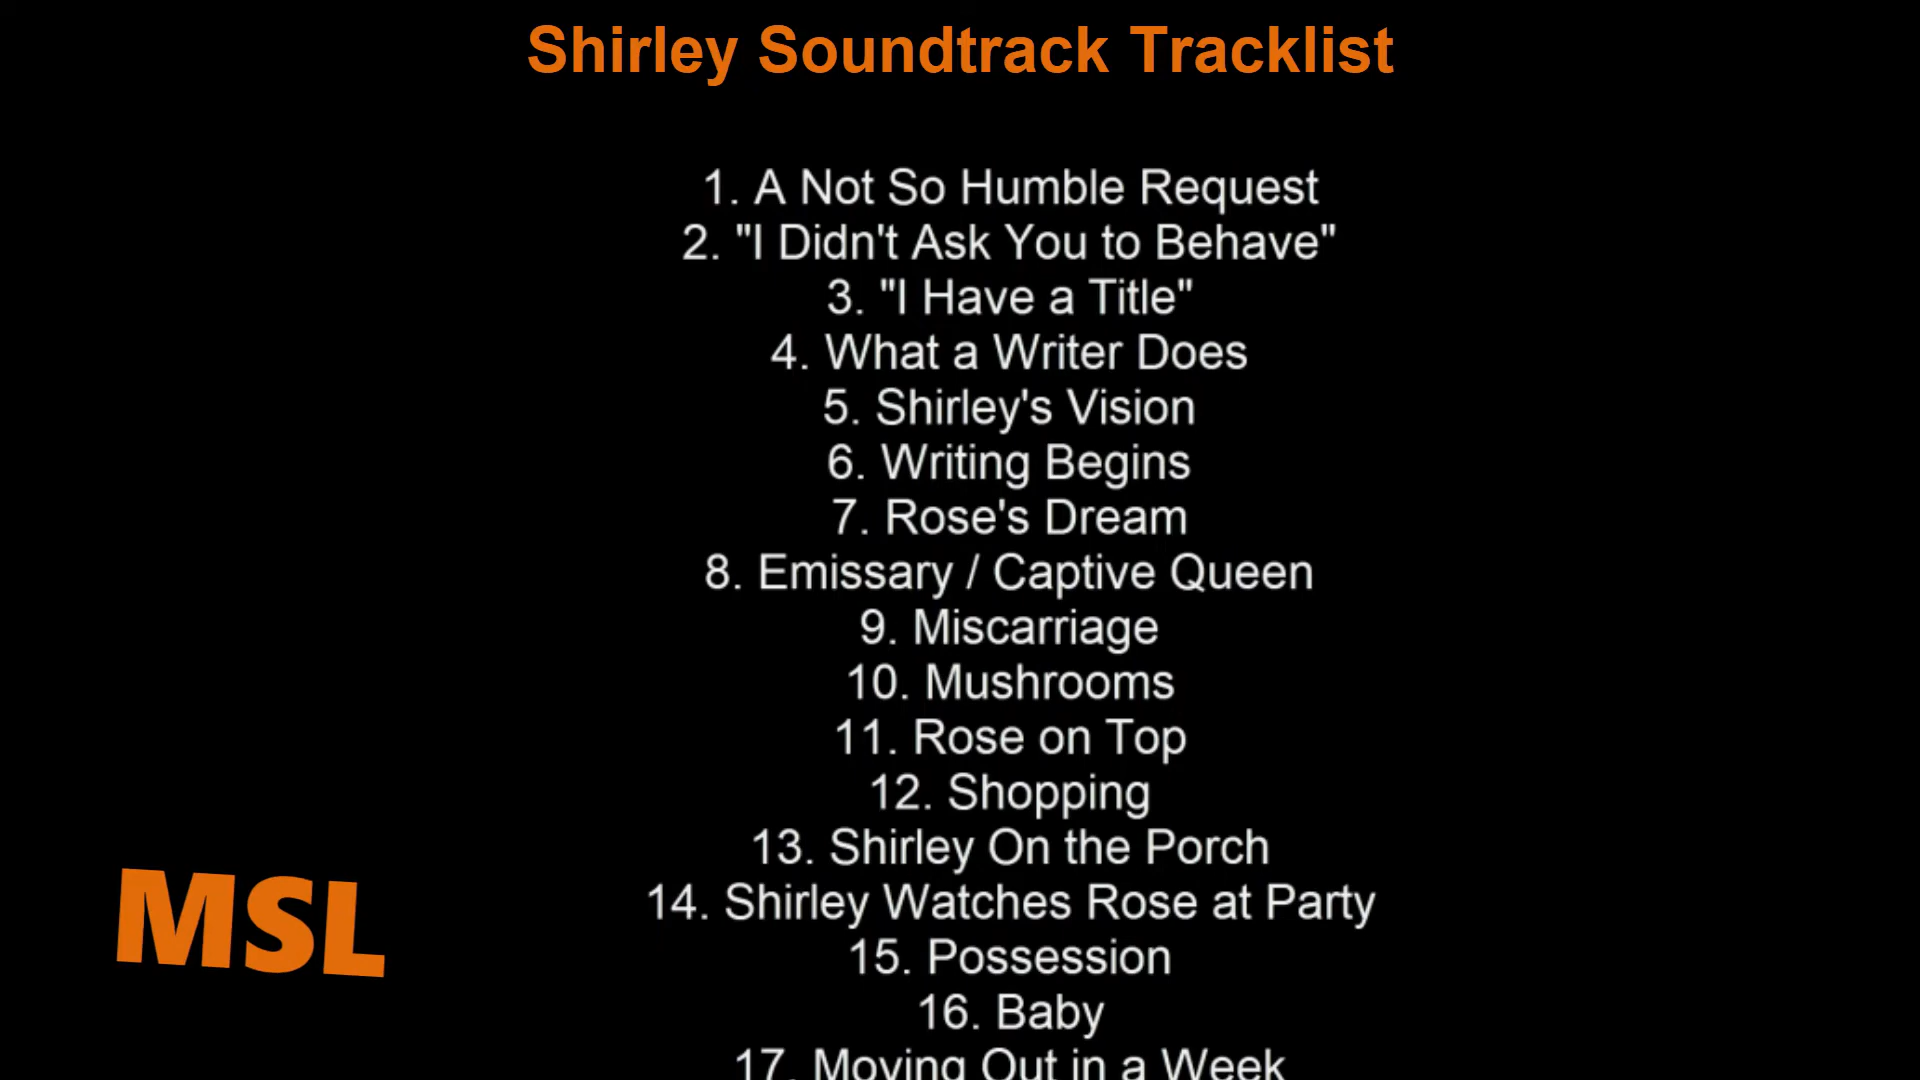 Shirley Soundtrack Tracklist
1. A Not So Humble Request
2. "I Didn't Ask You to Behave"
3. "I Have a Title"
4. What a Writer Does
5. Shirley's Vision
6. Writing Begins
7. Rose's Dream
8. Emissary / Captive Queen
9. Miscarriage
10. Mushrooms
11. Rose on Top
12. Shopping
13. Shirley On the Porch
14. Shirley Watches Rose at Party
15. Possession
16. Baby
17. Moving Out in a Week
MSL